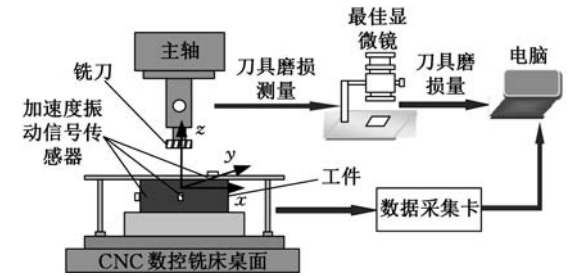 主轴
铣刀
加速度振
动信号传
感器
z
y
x
刀具磨损
测量
最佳显
微镜
刀具磨
损量
电脑
工件
数据采集卡
CNC 数控铣床桌面